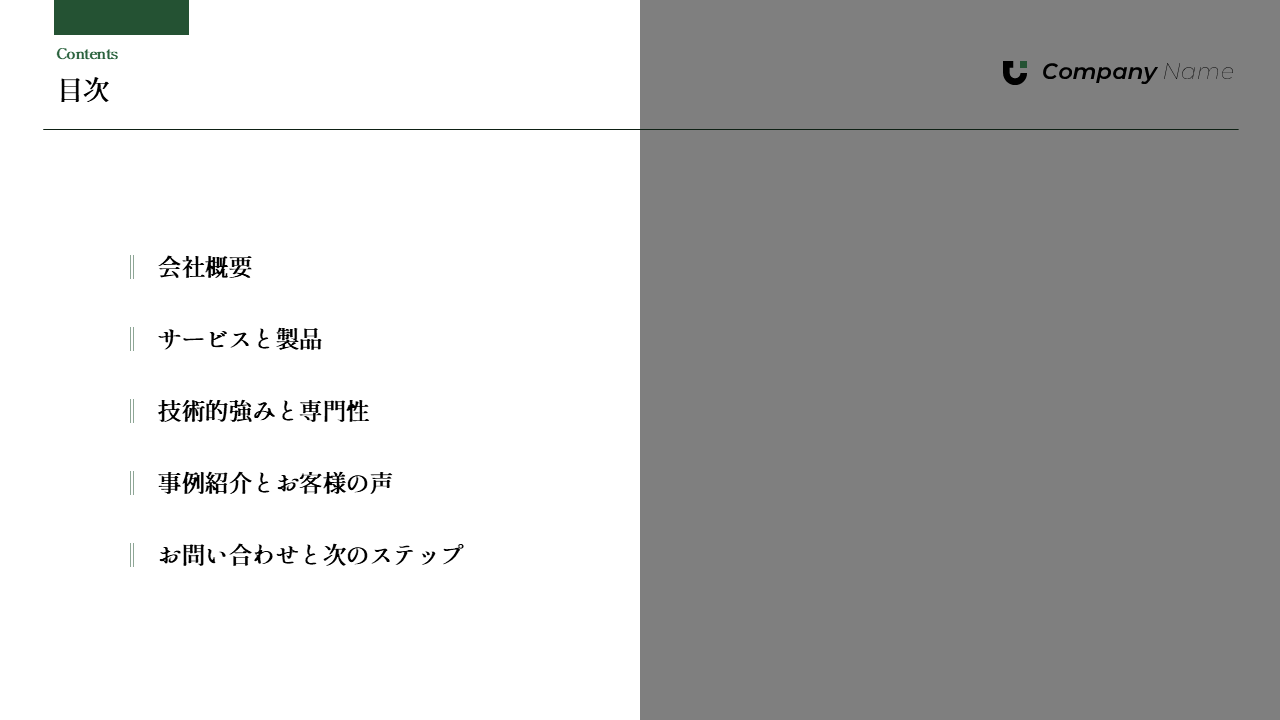 Contents
目次
Company Name
会社概要
サービスと製品
技術的強みと専門性
事例紹介とお客様の声
お問い合わせと次のステップ